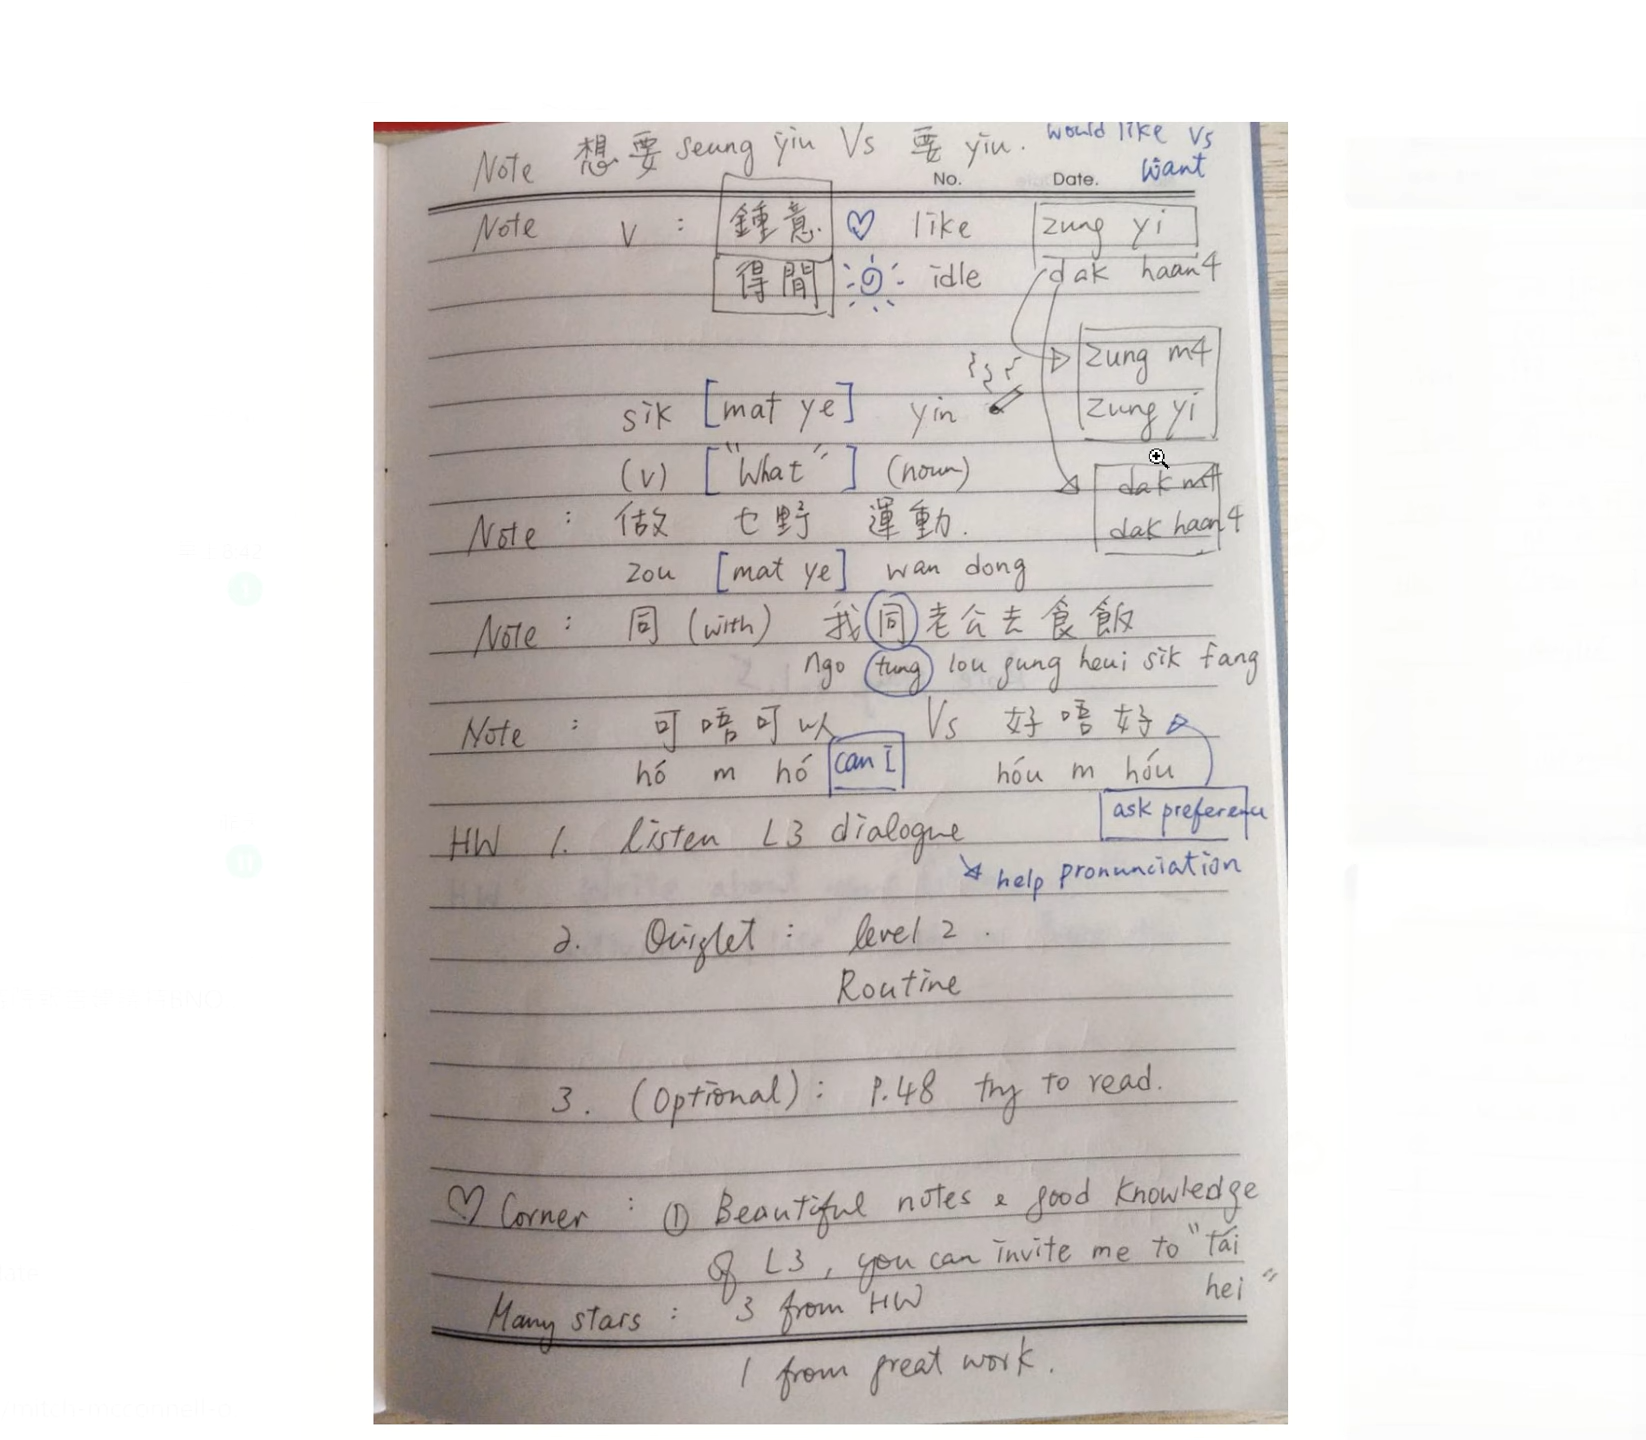 Note 想 要 seung yiu Vs 要 yiu. would like Vs
want
No. Date.
Note V : 鍾意 ♡ like zung yi
得閒 idle dak haan4
zung m4
zung yi
sik [mat ye] yin
(v) ["What"] (noun)
dak m4
dak haan4
Note : 做 乜野 運動.
zou [mat ye] wan dong
Note : 同 (with) 我同老公去食飯
ngo tung lou gung heui sik fang
Note : 可唔可以 Vs 好唔好
hó m hó can I hóu m hóu
ask preference
HW 1. listen L3 dialogue
help pronunciation
2. Quizlet : level 2 .
Routine
3. (Optional) : P.48 try to read.
♡ Corner : ① Beautiful notes & good knowledge
of L3, you can invite me to "tái
hei"
Many stars : 3 from HW
1 from great work.